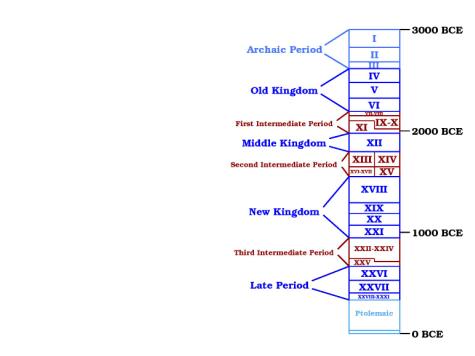 3000 BCE
I
Archaic Period
II
III
IV
Old Kingdom
V
VI
VII-VIII
First Intermediate Period
XI IX-X
2000 BCE
Middle Kingdom
XII
Second Intermediate Period
XIII XIV
XVI-XVII XV
XVIII
New Kingdom
XIX
XX
XXI
1000 BCE
Third Intermediate Period
XXII-XXIV
XXV
XXVI
Late Period
XXVII
XXVIII-XXXI
Ptolemaic
0 BCE